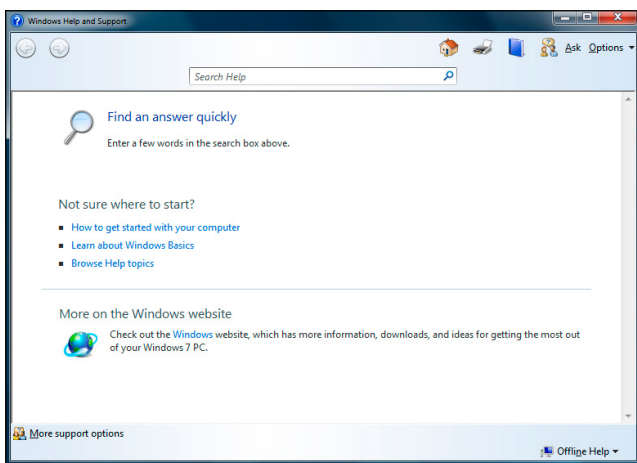 Windows Help and Support
Ask Options
Search Help
Find an answer quickly
Enter a few words in the search box above.
Not sure where to start?
How to get started with your computer
Learn about Windows Basics
Browse Help topics
More on the Windows website
Check out the Windows website, which has more information, downloads, and ideas for getting the most out
of your Windows 7 PC.
More support options
Offline Help